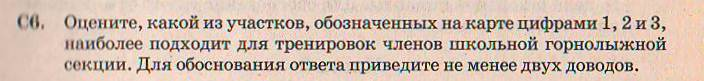 С6. Оцените, какой из участков, обозначенных на карте цифрами 1, 2 и 3,
наиболее подходит для тренировок членов школьной горнолыжной
секции. Для обоснования ответа приведите не менее двух доводов.